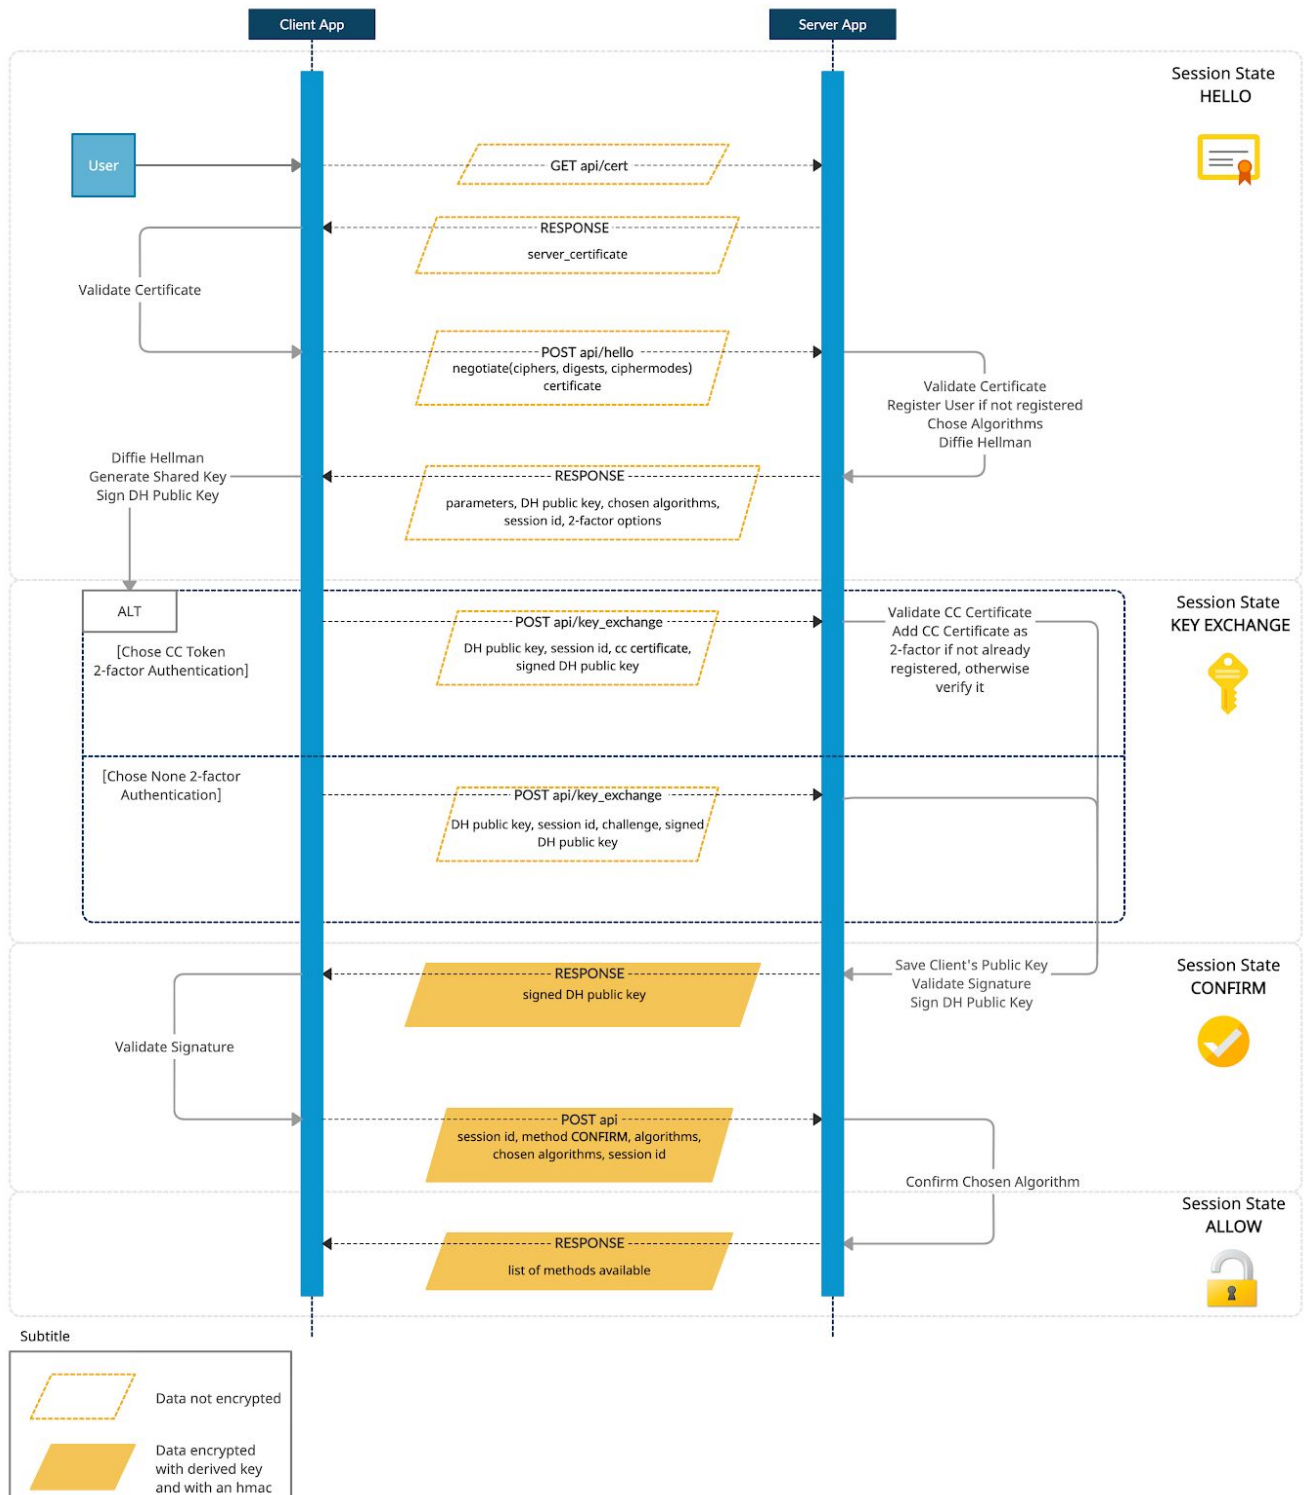 Client App
Server App
Session State
HELLO
User
GET api/cert
RESPONSE
server_certificate
Validate Certificate
POST api/hello
negotiate(ciphers, digests, ciphermodes)
certificate
Validate Certificate
Register User if not registered
Chose Algorithms
Diffie Hellman
Diffie Hellman
Generate Shared Key
Sign DH Public Key
RESPONSE
parameters, DH public key, chosen algorithms,
session id, 2-factor options
ALT
[Chose CC Token
2-factor Authentication]
POST api/key_exchange
DH public key, session id, cc certificate,
signed DH public key
Validate CC Certificate
Add CC Certificate as
2-factor if not already
registered, otherwise
verify it
Session State
KEY EXCHANGE
[Chose None 2-factor
Authentication]
POST api/key_exchange
DH public key, session id, challenge, signed
DH public key
RESPONSE
signed DH public key
Save Client's Public Key
Validate Signature
Sign DH Public Key
Session State
CONFIRM
Validate Signature
POST api
session id, method CONFIRM, algorithms,
chosen algorithms, session id
Confirm Chosen Algorithm
Session State
ALLOW
RESPONSE
list of methods available
Subtitle
Data not encrypted
Data encrypted
with derived key
and with an hmac